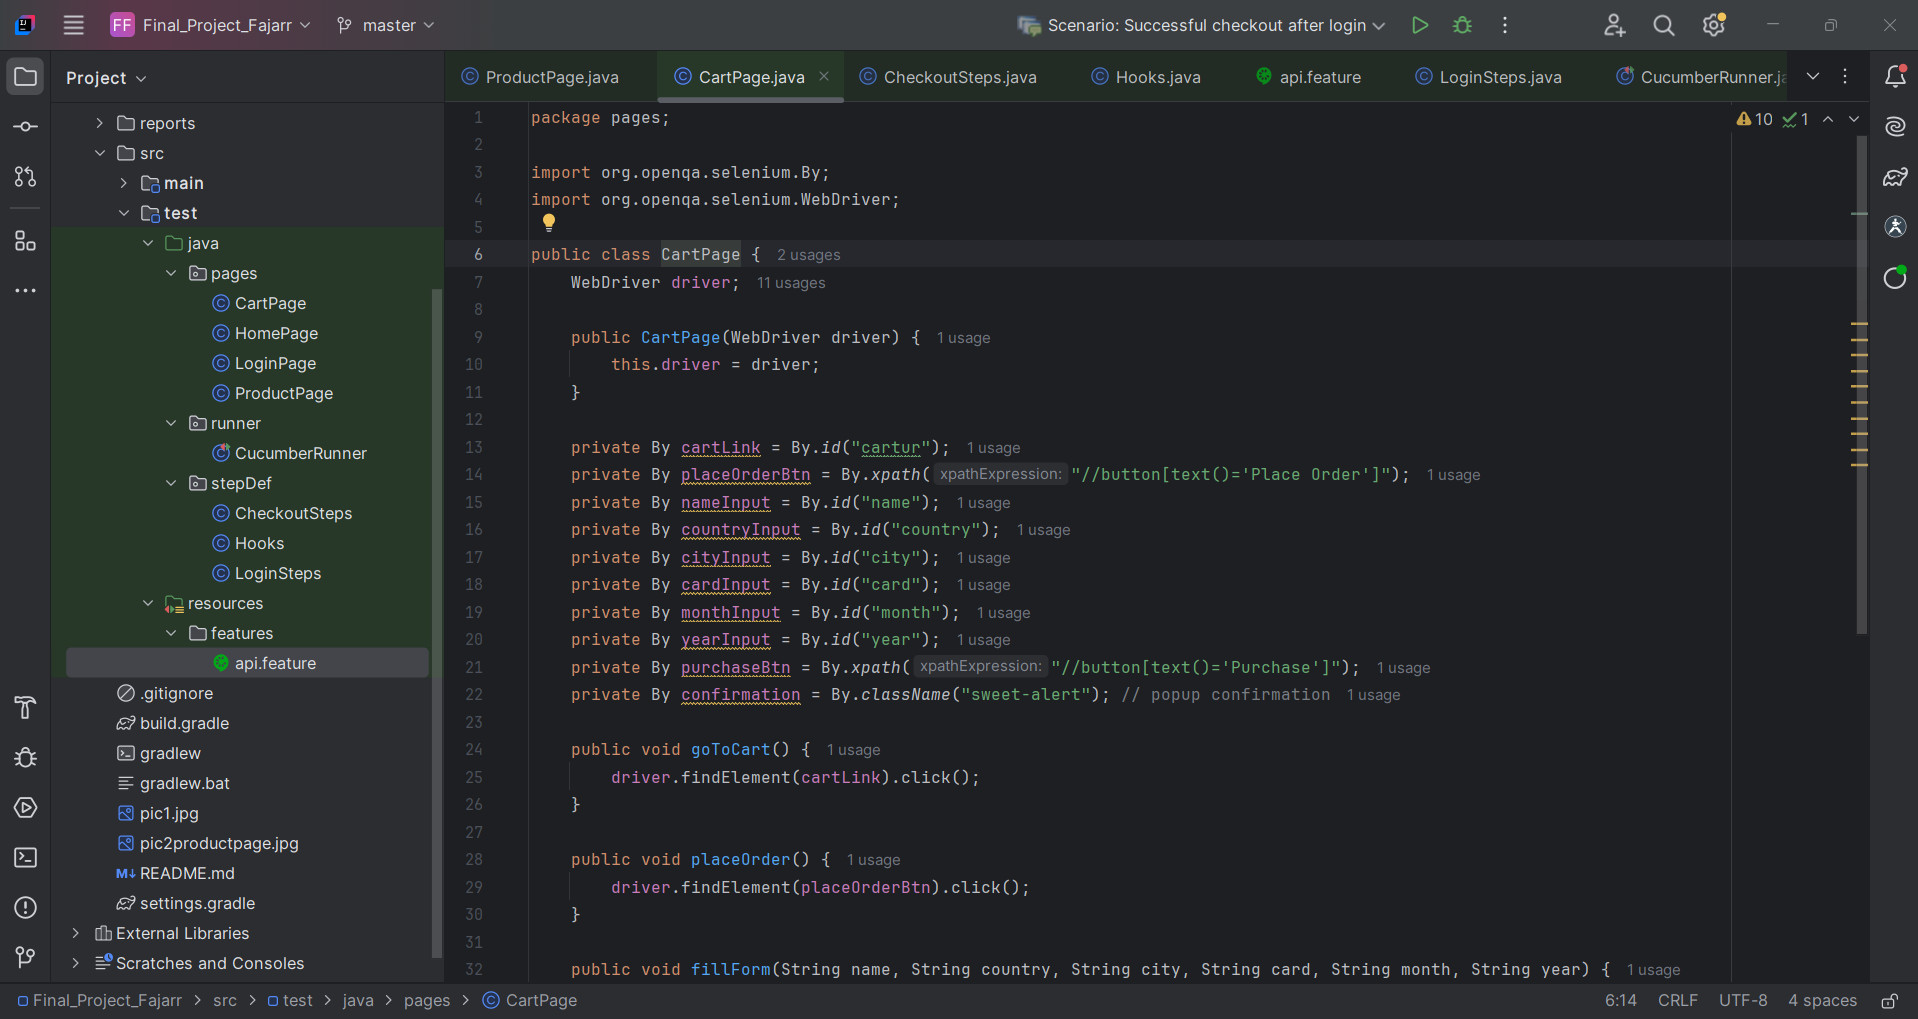 FF Final_Project_Fajarr master Scenario: Successful checkout after login
Project
reports
src
main
test
java
pages
CartPage
HomePage
LoginPage
ProductPage
runner
CucumberRunner
stepDef
CheckoutSteps
Hooks
LoginSteps
resources
features
api.feature
.gitignore
build.gradle
gradlew
gradlew.bat
pic1.jpg
pic2productpage.jpg
README.md
settings.gradle
External Libraries
Scratches and Consoles
ProductPage.java CartPage.java CheckoutSteps.java Hooks.java api.feature LoginSteps.java CucumberRunner.ja
10 1
1 package pages;
2
3 import org.openqa.selenium.By;
4 import org.openqa.selenium.WebDriver;
5
6 public class CartPage { 2 usages
7 WebDriver driver; 11 usages
8
9 public CartPage(WebDriver driver) { 1 usage
10 this.driver = driver;
11 }
12
13 private By cartLink = By.id("cartur"); 1 usage
14 private By placeOrderBtn = By.xpath( xpathExpression: "//button[text()='Place Order']"); 1 usage
15 private By nameInput = By.id("name"); 1 usage
16 private By countryInput = By.id("country"); 1 usage
17 private By cityInput = By.id("city"); 1 usage
18 private By cardInput = By.id("card"); 1 usage
19 private By monthInput = By.id("month"); 1 usage
20 private By yearInput = By.id("year"); 1 usage
21 private By purchaseBtn = By.xpath( xpathExpression: "//button[text()='Purchase']"); 1 usage
22 private By confirmation = By.className("sweet-alert"); // popup confirmation 1 usage
23
24 public void goToCart() { 1 usage
25 driver.findElement(cartLink).click();
26 }
27
28 public void placeOrder() { 1 usage
29 driver.findElement(placeOrderBtn).click();
30 }
31
32 public void fillForm(String name, String country, String city, String card, String month, String year) { 1 usage
Final_Project_Fajarr > src > test > java > pages > CartPage 6:14 CRLF UTF-8 4 spaces